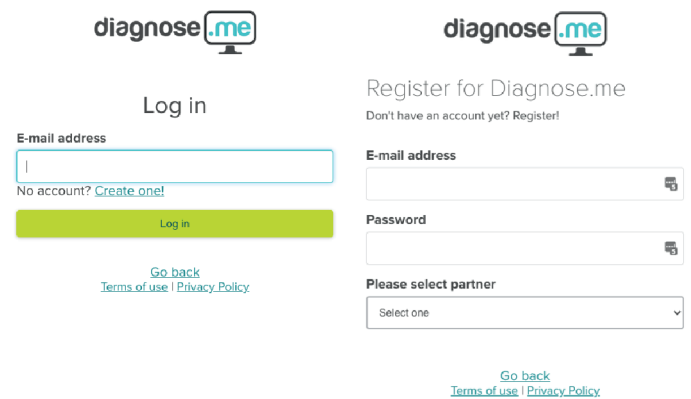 diagnose.me
Log in
E-mail address
No account? Create one!
Log in
Go back
Terms of use | Privacy Policy
diagnose.me
Register for Diagnose.me
Don't have an account yet? Register!
E-mail address
Password
Please select partner
Select one
Go back
Terms of use | Privacy Policy